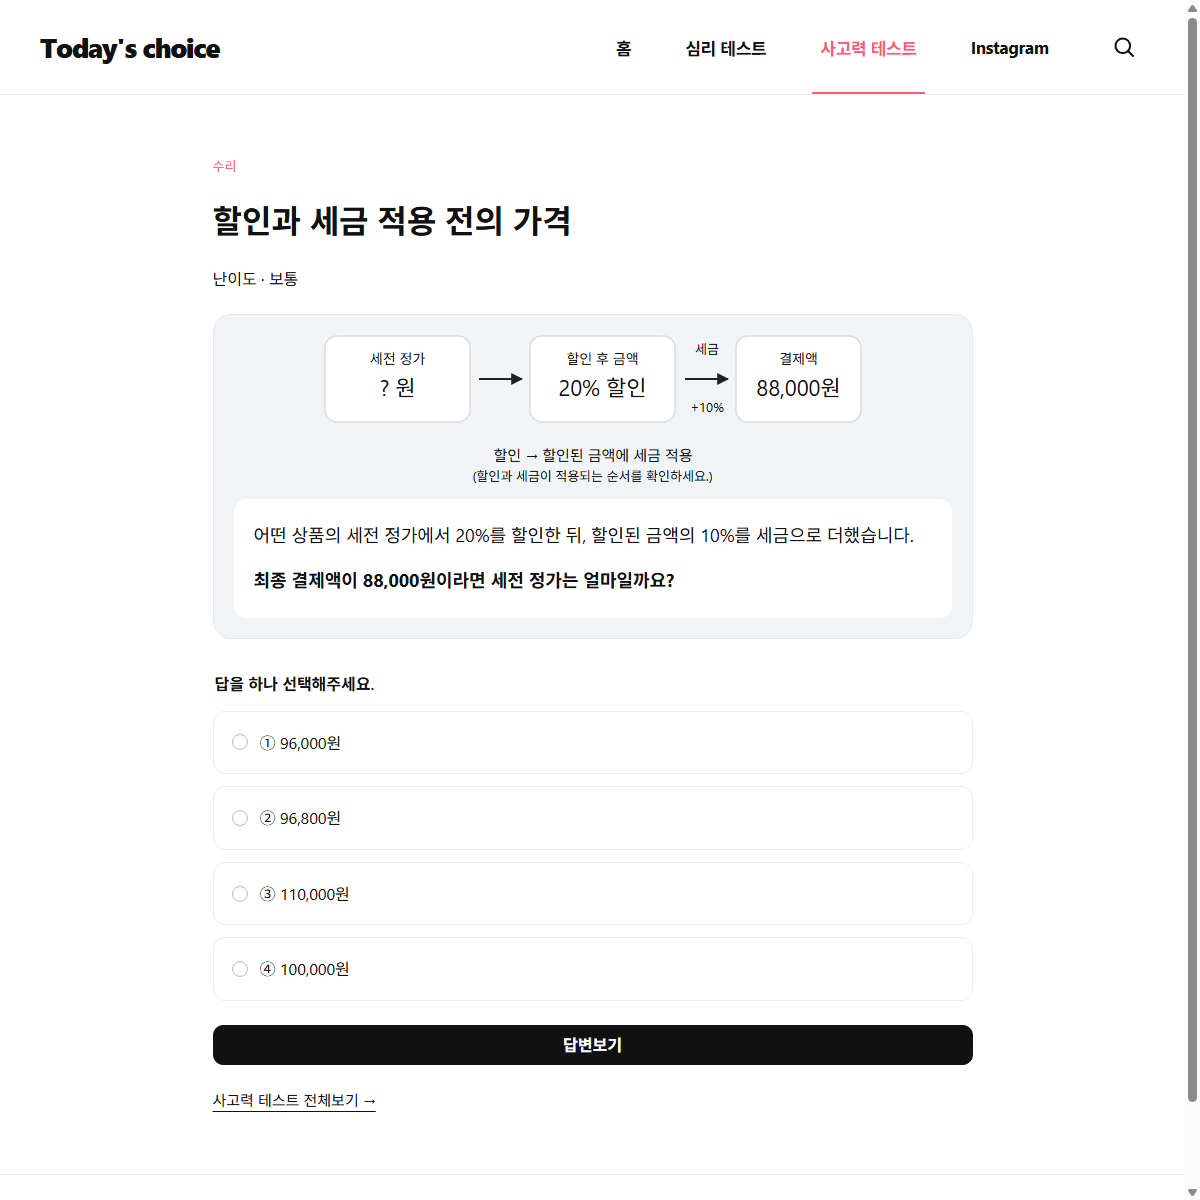 Today's choice
홈
심리 테스트
사고력 테스트
Instagram
수리
할인과 세금 적용 전의 가격
난이도 · 보통
세전 정가
? 원
할인 후 금액
20% 할인
세금
+10%
결제액
88,000원
할인 → 할인된 금액에 세금 적용
(할인과 세금이 적용되는 순서를 확인하세요.)
어떤 상품의 세전 정가에서 20%를 할인한 뒤, 할인된 금액의 10%를 세금으로 더했습니다.
최종 결제액이 88,000원이라면 세전 정가는 얼마일까요?
답을 하나 선택해주세요.
① 96,000원
② 96,800원
③ 110,000원
④ 100,000원
답변보기
사고력 테스트 전체보기 →